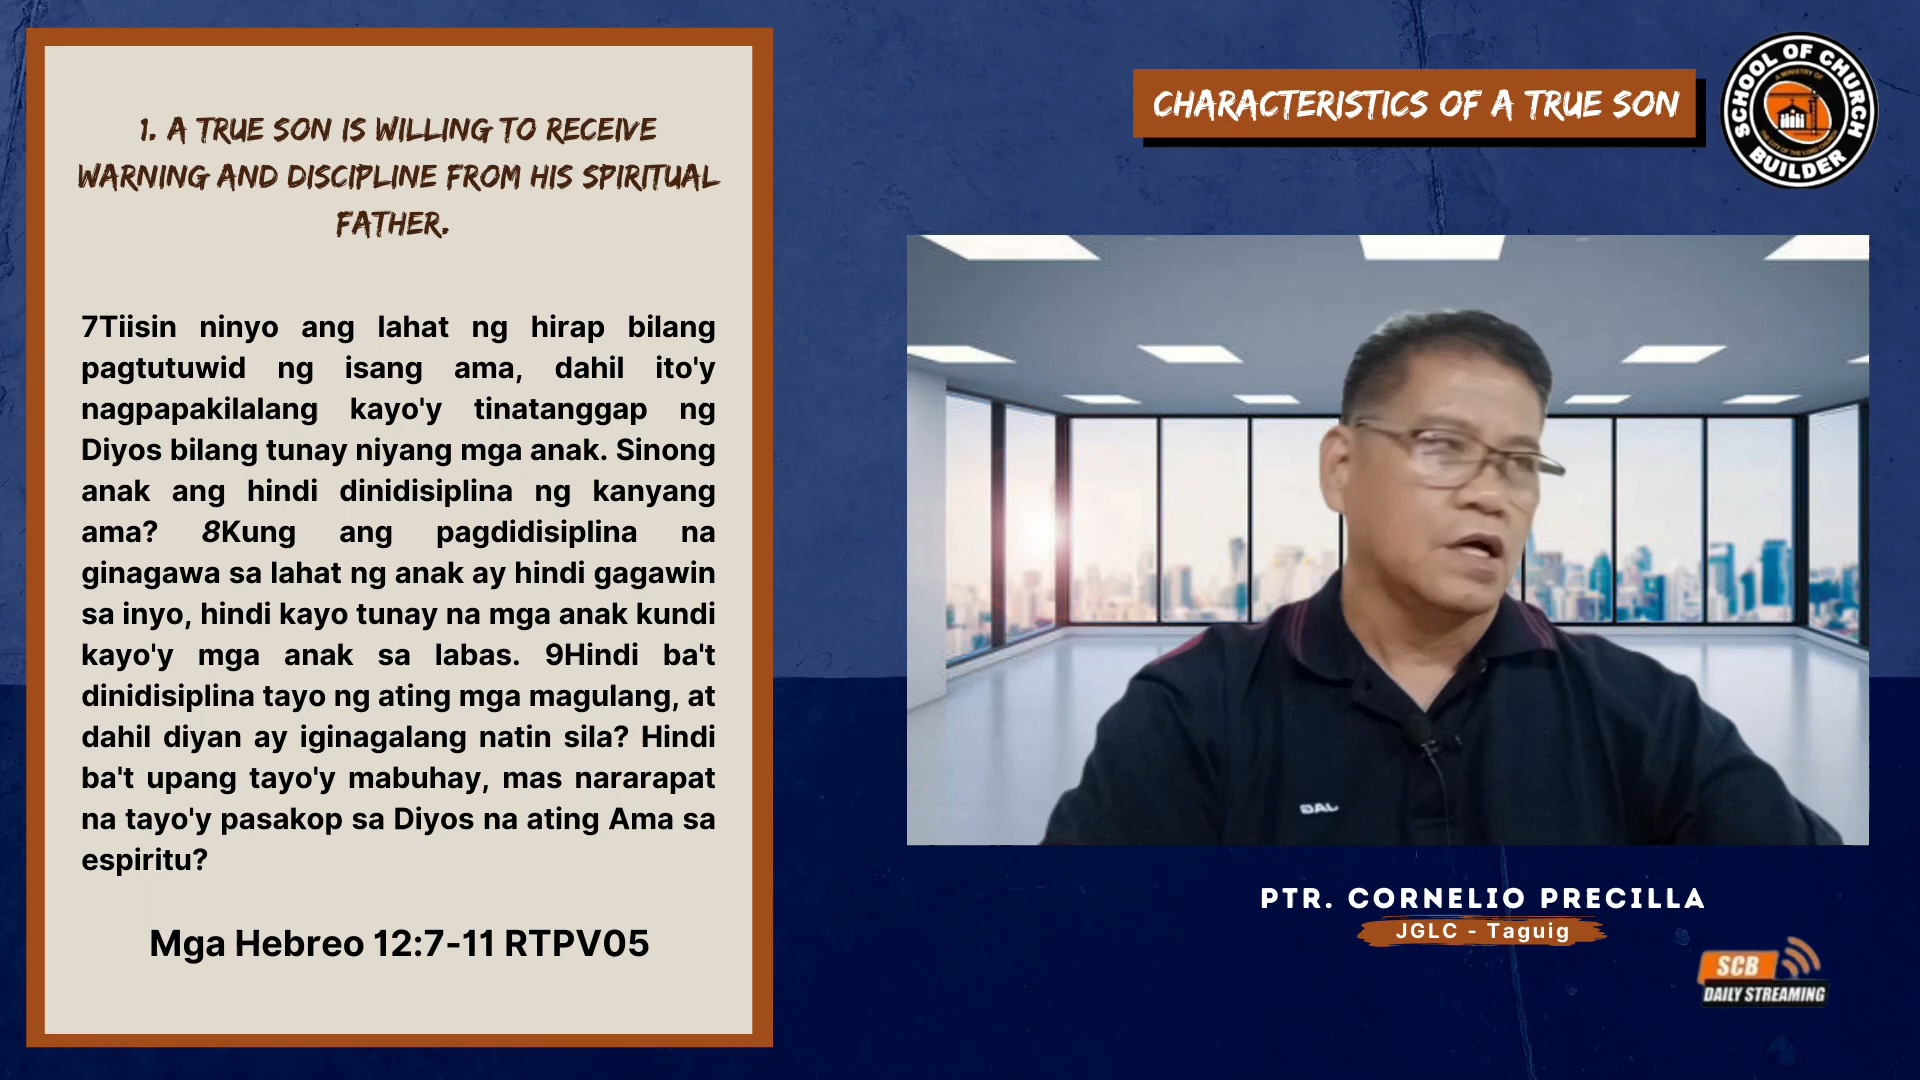 1. A TRUE SON IS WILLING TO RECEIVE
WARNING AND DISCIPLINE FROM HIS SPIRITUAL
FATHER.
7Tiisin ninyo ang lahat ng hirap bilang
pagtutuwid ng isang ama, dahil ito'y
nagpapakilalang kayo'y tinatanggap ng
Diyos bilang tunay niyang mga anak. Sinong
anak ang hindi dinidisiplina ng kanyang
ama? 8Kung ang pagdidisiplina na
ginagawa sa lahat ng anak ay hindi gagawin
sa inyo, hindi kayo tunay na mga anak kundi
kayo'y mga anak sa labas. 9Hindi ba't
dinidisiplina tayo ng ating mga magulang, at
dahil diyan ay iginagalang natin sila? Hindi
ba't upang tayo'y mabuhay, mas nararapat
na tayo'y pasakop sa Diyos na ating Ama sa
espiritu?
Mga Hebreo 12:7-11 RTPV05
CHARACTERISTICS OF A TRUE SON
SCHOOL OF CHURCH
BUILDER
A MINISTRY OF
PTR. CORNELIO PRECILLA
JGLC - Taguig
SCB
DAILY STREAMING